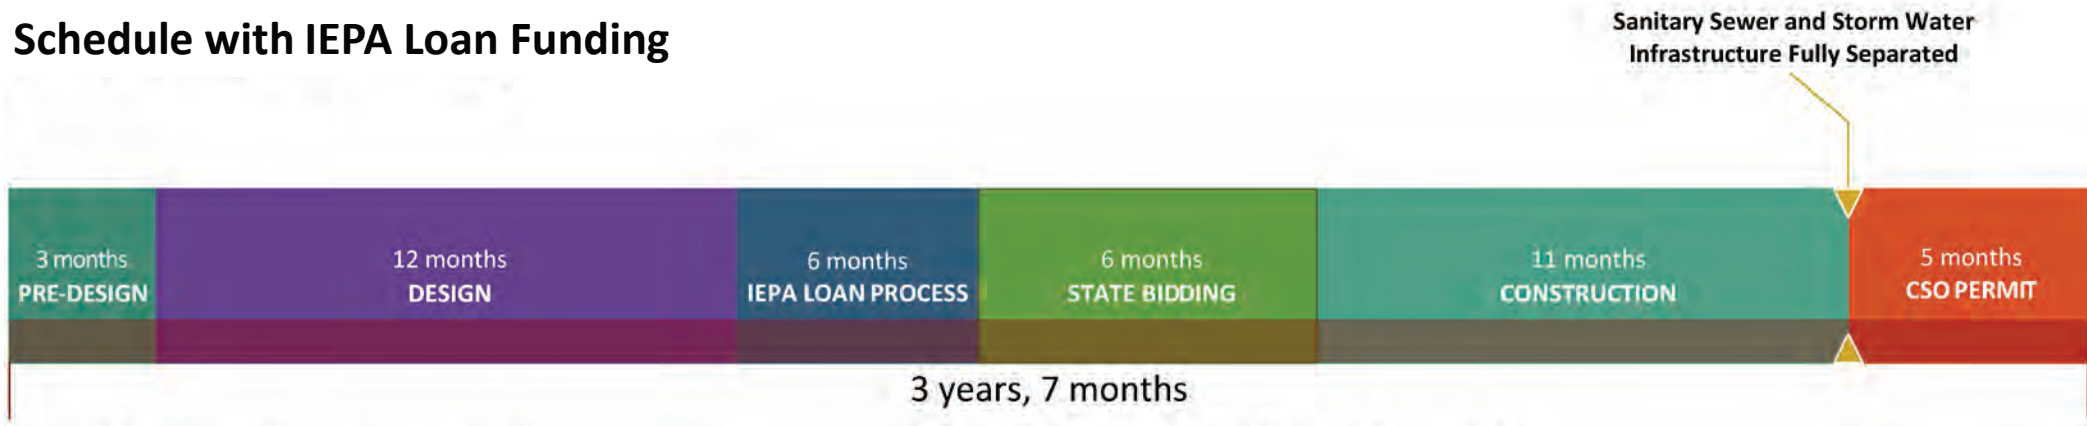 Schedule with IEPA Loan Funding
Sanitary Sewer and Storm Water
Infrastructure Fully Separated
3 months
PRE-DESIGN
12 months
DESIGN
6 months
IEPA LOAN PROCESS
6 months
STATE BIDDING
11 months
CONSTRUCTION
5 months
CSO PERMIT
3 years, 7 months